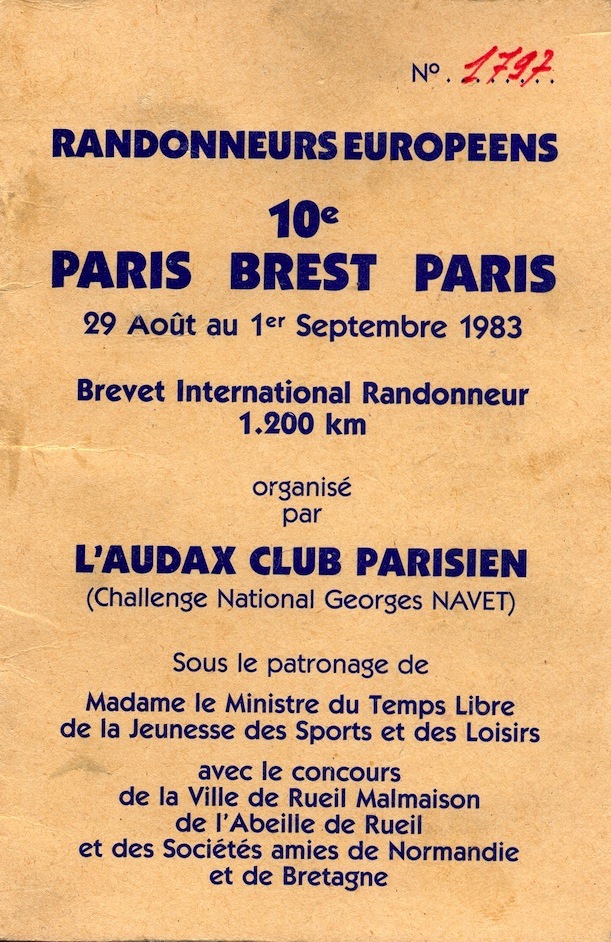 Nº. 1797
RANDONNEURS EUROPEENS
10e
PARIS BREST PARIS
29 Août au 1er Septembre 1983
Brevet International Randonneur
1.200 km
organisé
par
L'AUDAX CLUB PARISIEN
(Challenge National Georges NAVET)
Sous le patronage de
Madame le Ministre du Temps Libre
de la Jeunesse des Sports et des Loisirs
avec le concours
de la Ville de Rueil Malmaison
de l'Abeille de Rueil
et des Sociétés amies de Normandie
et de Bretagne